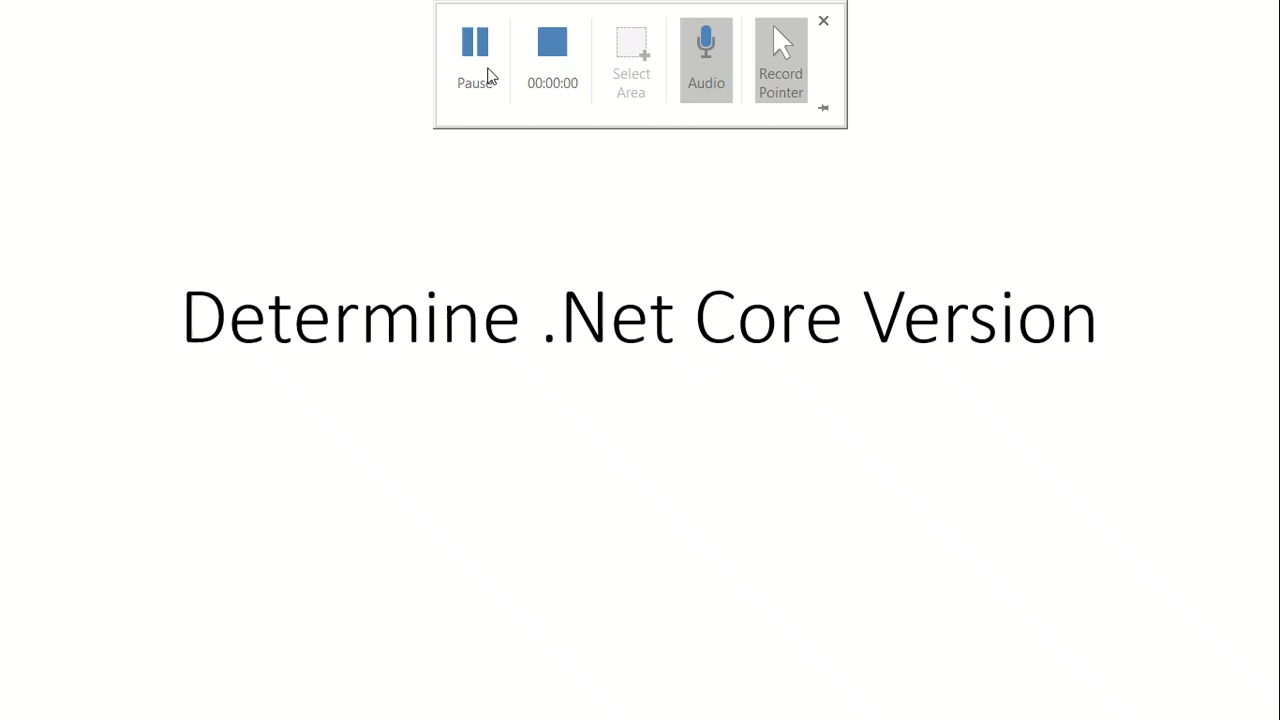 Pause
00:00:00
Select
Area
Audio
Record
Pointer
Determine .Net Core Version